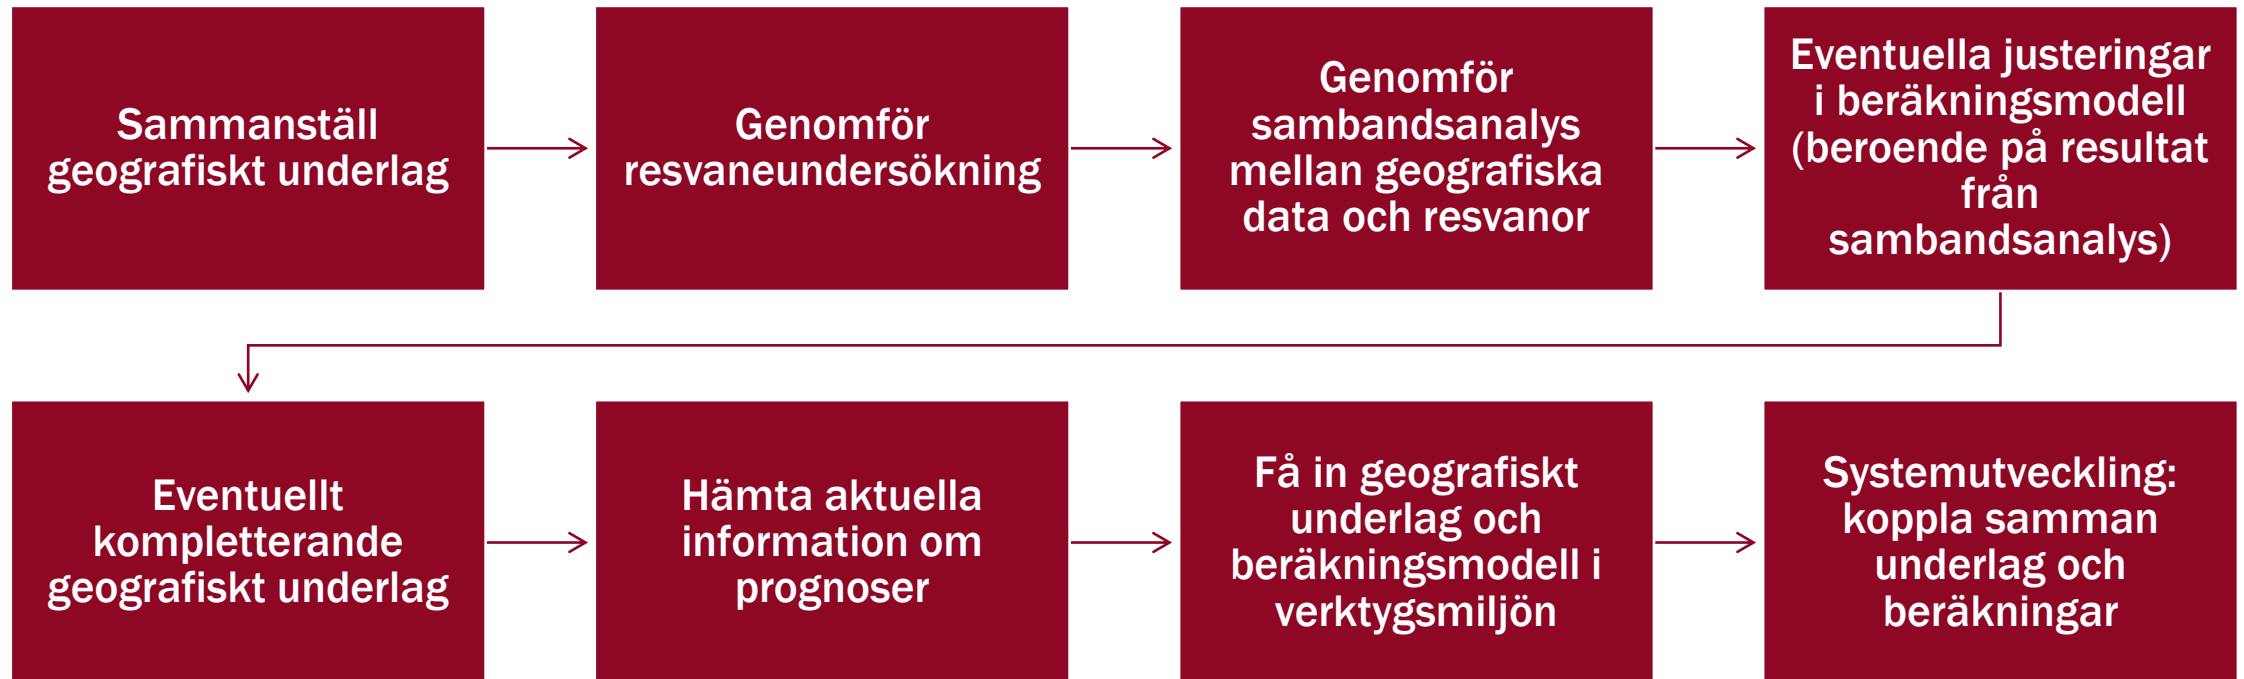 Sammanställ
geografiskt underlag
Genomför
resvaneundersökning
Genomför
sambandsanalys
mellan geografiska
data och resvanor
Eventuella justeringar
i beräkningsmodell
(beroende på resultat
från
sambandsanalys)
Eventuellt
kompletterande
geografiskt underlag
Hämta aktuella
information om
prognoser
Få in geografiskt
underlag och
beräkningsmodell i
verktygsmiljön
Systemutveckling:
koppla samman
underlag och
beräkningar